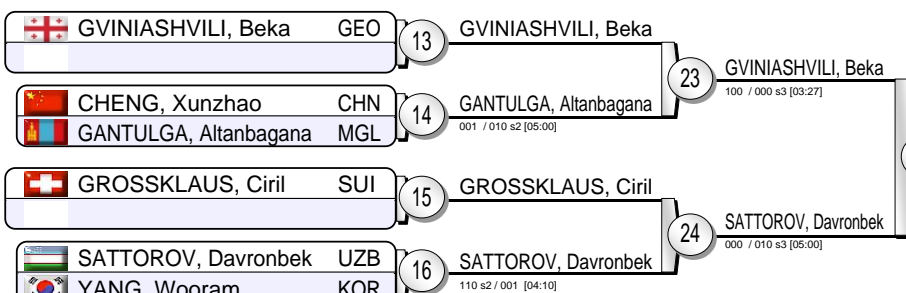 GVINIASHVILI, Beka GEO
13
GVINIASHVILI, Beka
23
GVINIASHVILI, Beka
100 / 000 s3 [03:27]
CHENG, Xunzhao CHN
GANTULGA, Altanbagana MGL
14
GANTULGA, Altanbagana
001 / 010 s2 [05:00]
GROSSKLAUS, Ciril SUI
15
GROSSKLAUS, Ciril
24
SATTOROV, Davronbek
000 / 010 s3 [05:00]
SATTOROV, Davronbek UZB
YANG, Wooram KOR
16
SATTOROV, Davronbek
110 s2 / 001 [04:10]